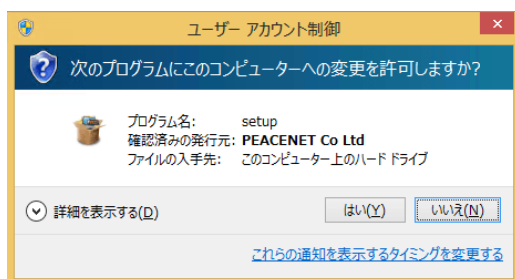 ユーザー アカウント制御
次のプログラムにこのコンピューターへの変更を許可しますか?
プログラム名: setup
確認済みの発行元: PEACENET Co Ltd
ファイルの入手先: このコンピューター上のハード ドライブ
詳細を表示する(D) はい(Y) いいえ(N)
これらの通知を表示するタイミングを変更する